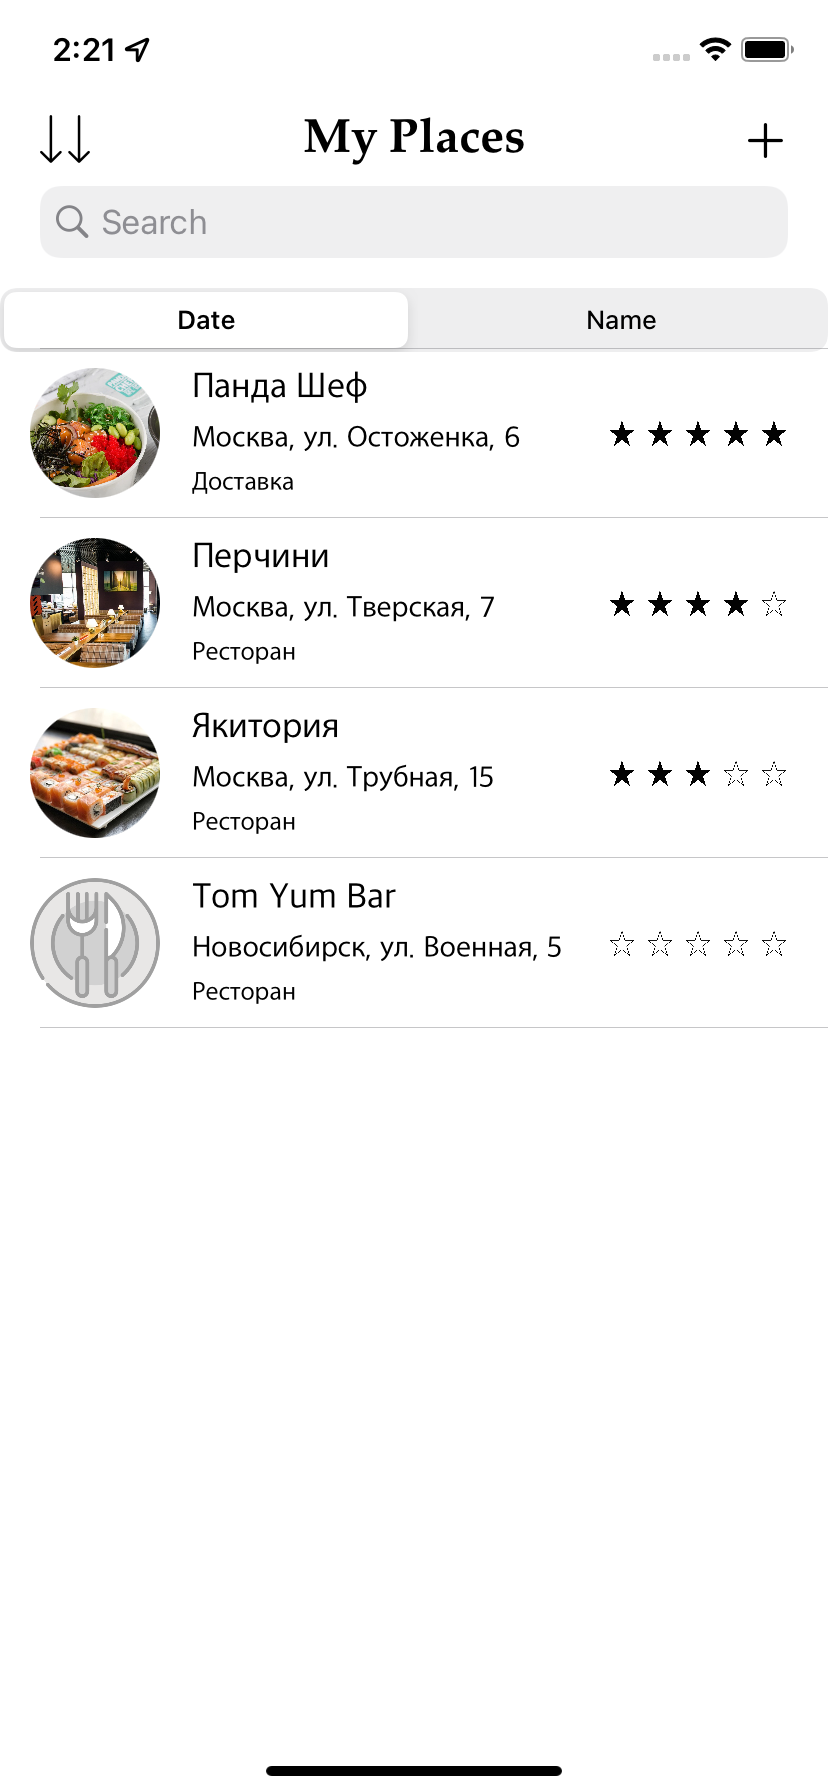 2:21
My Places
Search
Date
Name
Панда Шеф
Москва, ул. Остоженка, 6
Доставка
Перчини
Москва, ул. Тверская, 7
Ресторан
Якитория
Москва, ул. Трубная, 15
Ресторан
Tom Yum Bar
Новосибирск, ул. Военная, 5
Ресторан